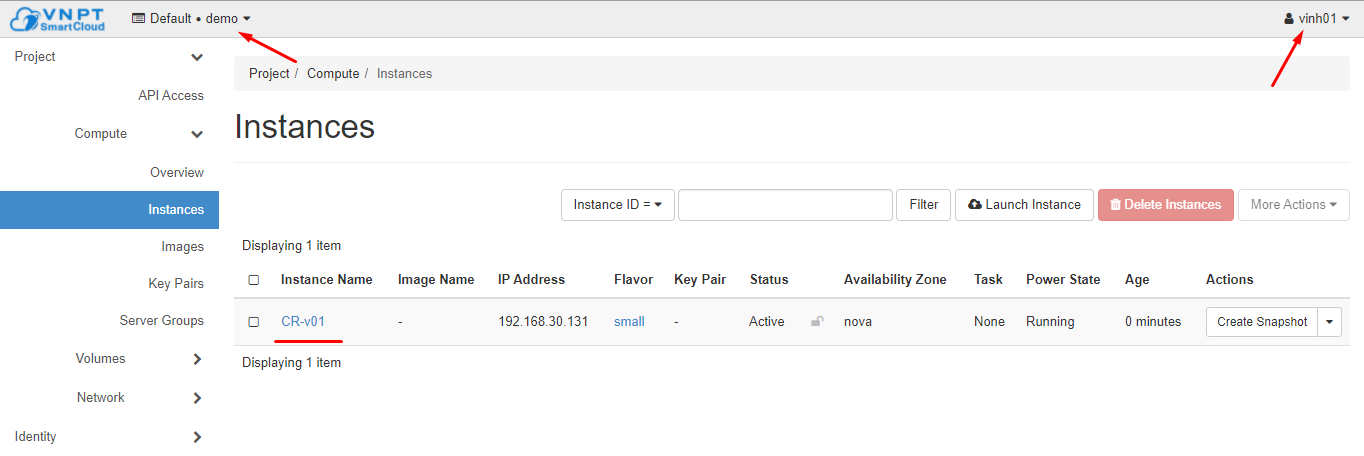 VNPT SmartCloud Default • demo vinh01
Project
API Access
Compute
Overview
Instances
Images
Key Pairs
Server Groups
Volumes
Network
Identity
Project / Compute / Instances
Instances
Instance ID = Filter Launch Instance Delete Instances More Actions
Displaying 1 item
Instance Name Image Name IP Address Flavor Key Pair Status Availability Zone Task Power State Age Actions
CR-v01 - 192.168.30.131 small - Active nova None Running 0 minutes Create Snapshot
Displaying 1 item